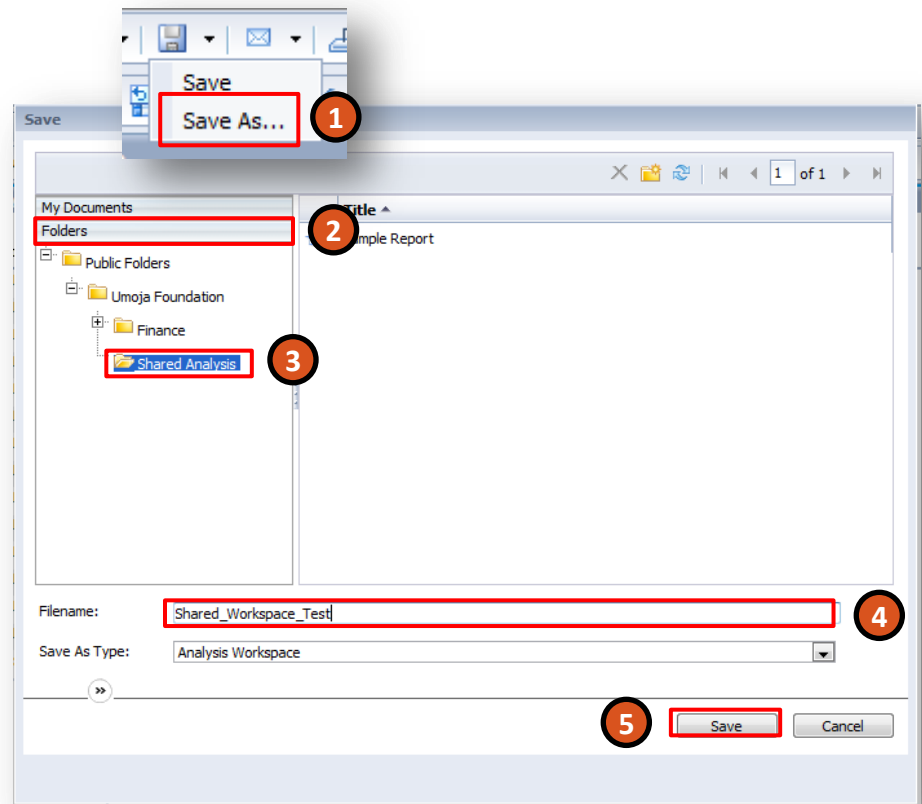 Save
Save As...
1
Save
1 of 1
My Documents
Title
Folders
2
mple Report
Public Folders
Umoja Foundation
Finance
Shared Analysis
3
Filename:
Shared_Workspace_Test
4
Save As Type:
Analysis Workspace
5
Save
Cancel